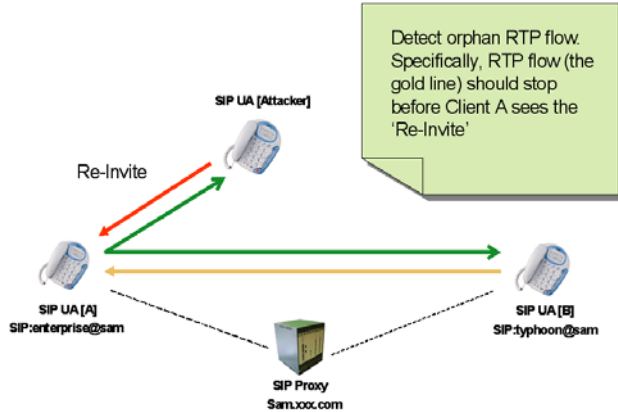 Detect orphan RTP flow.
Specifically, RTP flow (the
gold line) should stop
before Client A sees the
‘Re-Invite’
SIP UA [Attacker]
Re-Invite
SIP UA [A]
SIP:enterprise@sam
SIP UA [B]
SIP:typhoon@sam
SIP Proxy
Sam.xxx.com